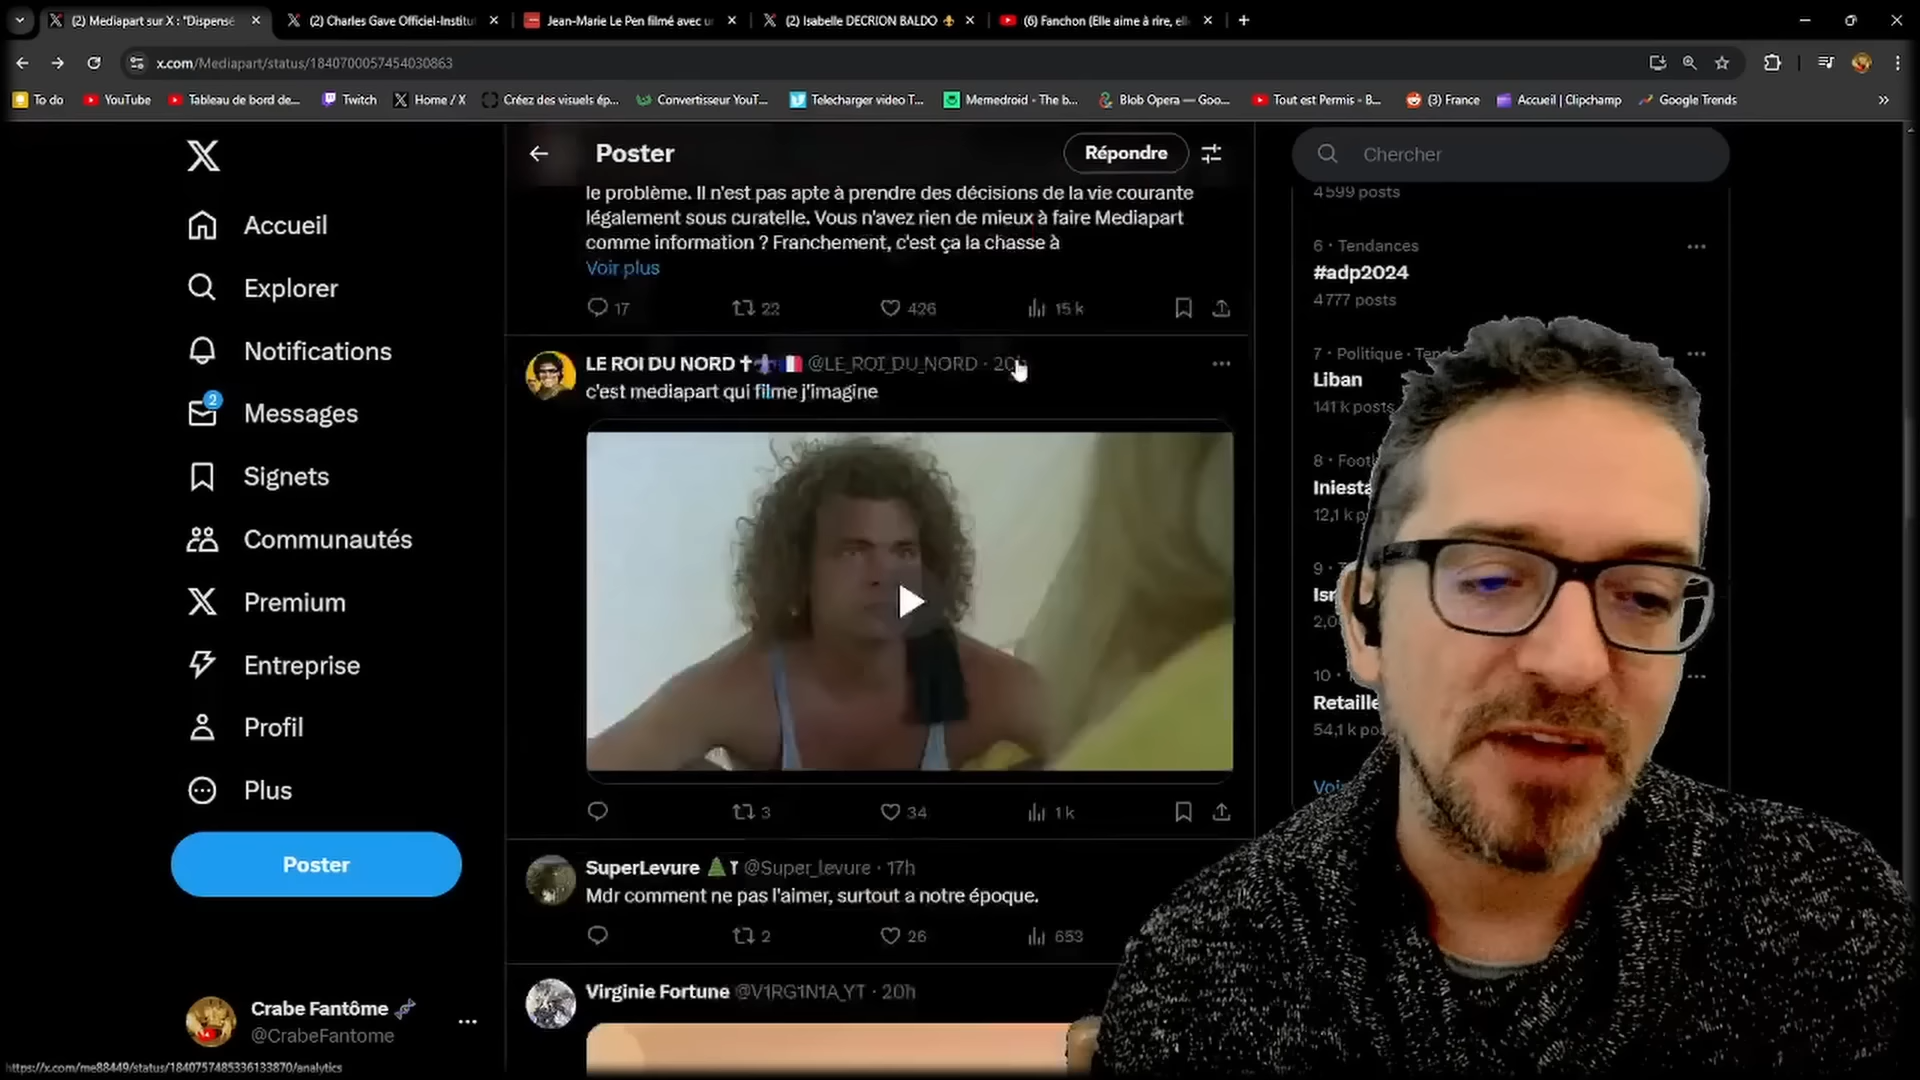 (2) Mediapart sur X : "Dispensé
(2) Charles Gave Officiel-Institut
Jean-Marie Le Pen filmé avec u
(2) Isabelle DECRION BALDO
(6) Fanchon (Elle aime à rire, ell
x.com/Mediapart/status/1840700057454030863
To do
YouTube
Tableau de bord de...
Twitch
Home / X
Créez des visuels ép...
Convertisseur YouT...
Telecharger video T...
Memedroid - The b...
Blob Opera — Goo...
Tout est Permis - B...
(3) France
Accueil | Clipchamp
Google Trends
Accueil
Explorer
Notifications
2
Messages
Signets
Communautés
Premium
Entreprise
Profil
Plus
Poster
Crabe Fantôme
@CrabeFantome
https://x.com/me88449/status/1840757485336133870/analytics
Poster
Répondre
le problème. Il n'est pas apte à prendre des décisions de la vie courante
légalement sous curatelle. Vous n'avez rien de mieux à faire Mediapart
comme information ? Franchement, c'est ça la chasse à
Voir plus
17 22 426 15 k
LE ROI DU NORD @LE_ROI_DU_NORD · 20h
c'est mediapart qui filme j'imagine
3 34 1 k
SuperLevure @Super_levure · 17h
Mdr comment ne pas l'aimer, surtout a notre époque.
2 26 653
Virginie Fortune @V1RG1N1A_YT · 20h
Chercher
4 599 posts
6 · Tendances
#adp2024
4 777 posts
7 · Politique · Tend
Liban
141 k posts
8 · Foot
Iniesta
12,1 k p
9 · T
Isr
2,0
10 ·
Retaille
54,1 k po
Voi